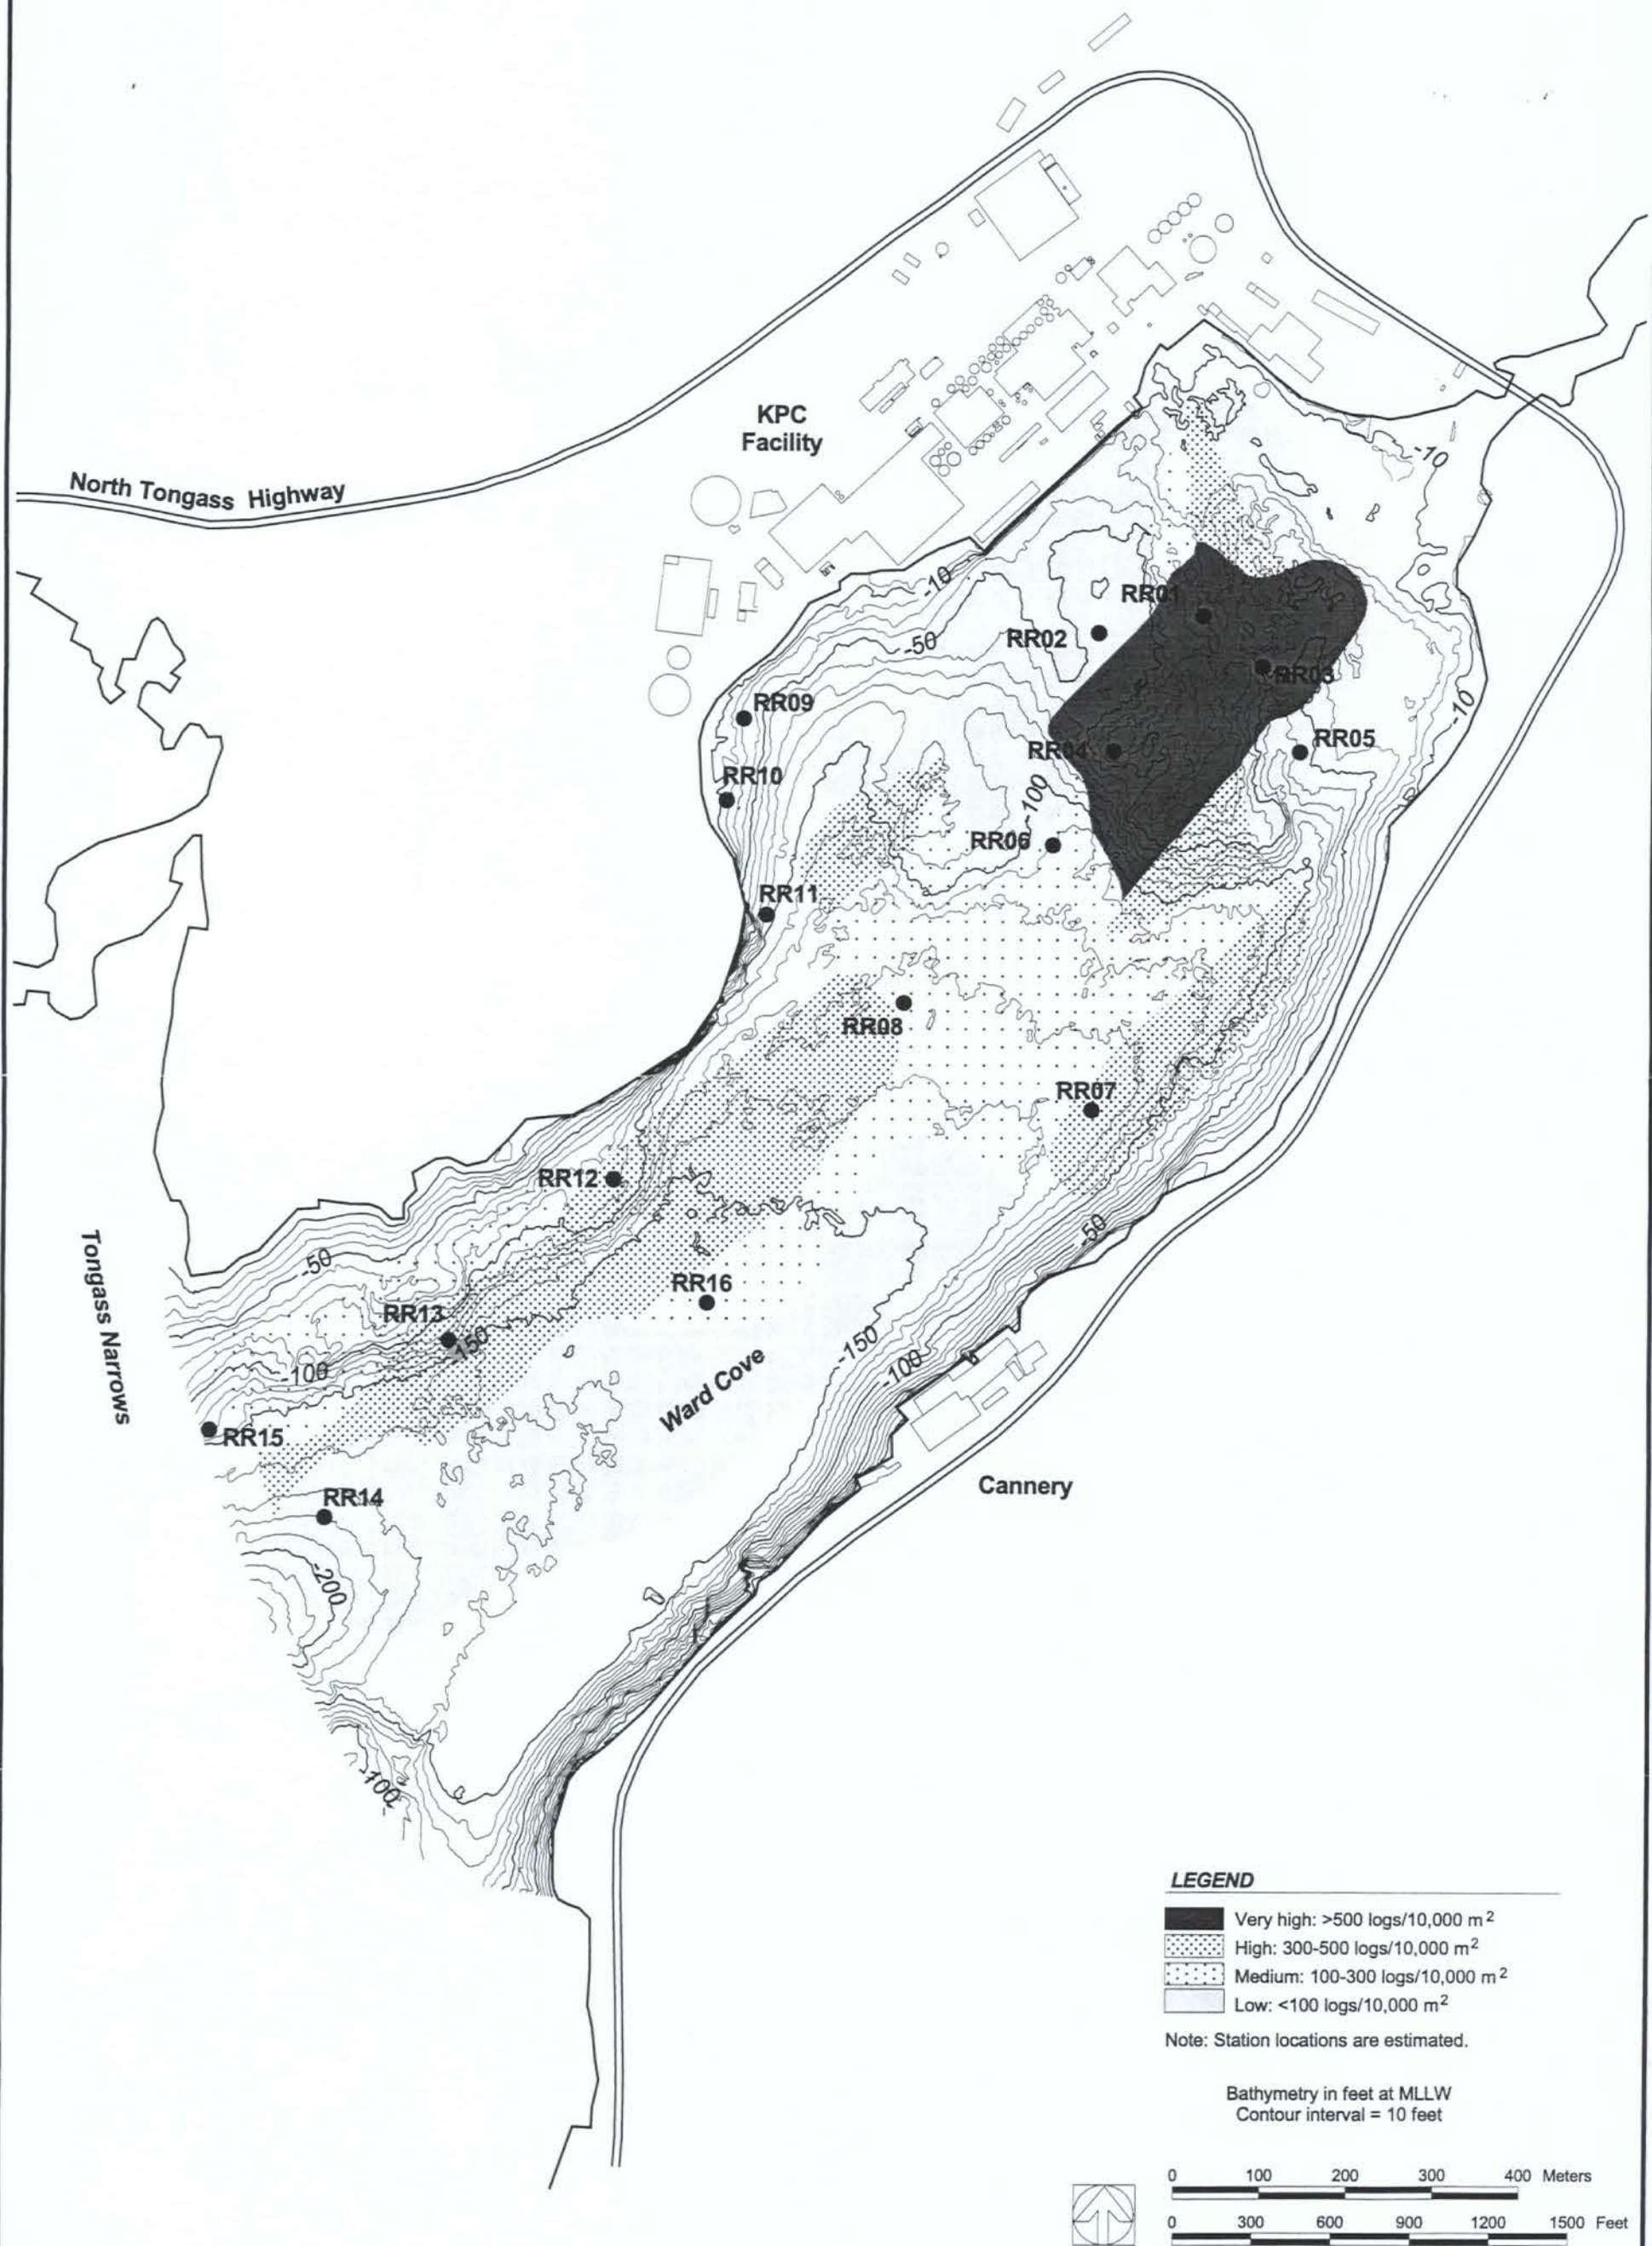 KPC
Facility
North Tongass Highway
-10
-10
RR01
RR02
-50
RR03
RR09
-10
RR04
RR05
RR10
-100
RR06
RR11
RR08
RR07
RR12
-50
-50
RR16
RR13
-150
-150
-100
-100
Ward Cove
Tongass Narrows
RR15
Cannery
RR14
-200
-100
LEGEND
Very high: >500 logs/10,000 m2
High: 300-500 logs/10,000 m2
Medium: 100-300 logs/10,000 m2
Low: <100 logs/10,000 m2
Note: Station locations are estimated.
Bathymetry in feet at MLLW
Contour interval = 10 feet
0 100 200 300 400 Meters
0 300 600 900 1200 1500 Feet